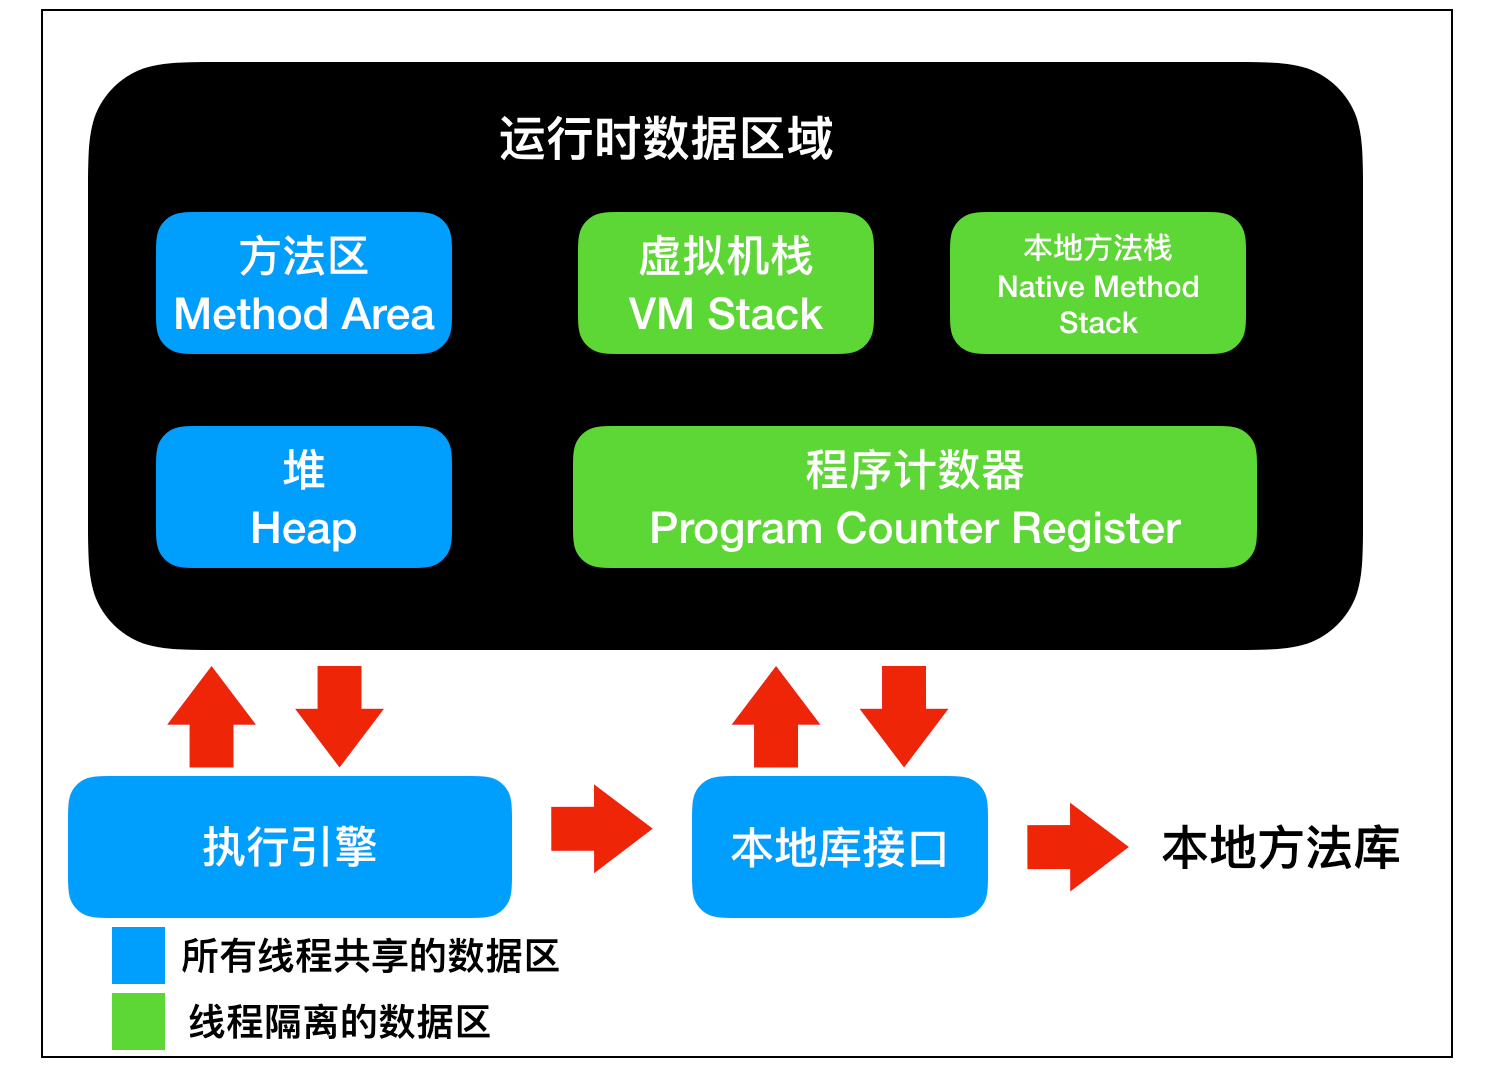 运行时数据区域
方法区
Method Area
虚拟机栈
VM Stack
本地方法栈
Native Method
Stack
堆
Heap
程序计数器
Program Counter Register
执行引擎
本地库接口
本地方法库
所有线程共享的数据区
线程隔离的数据区